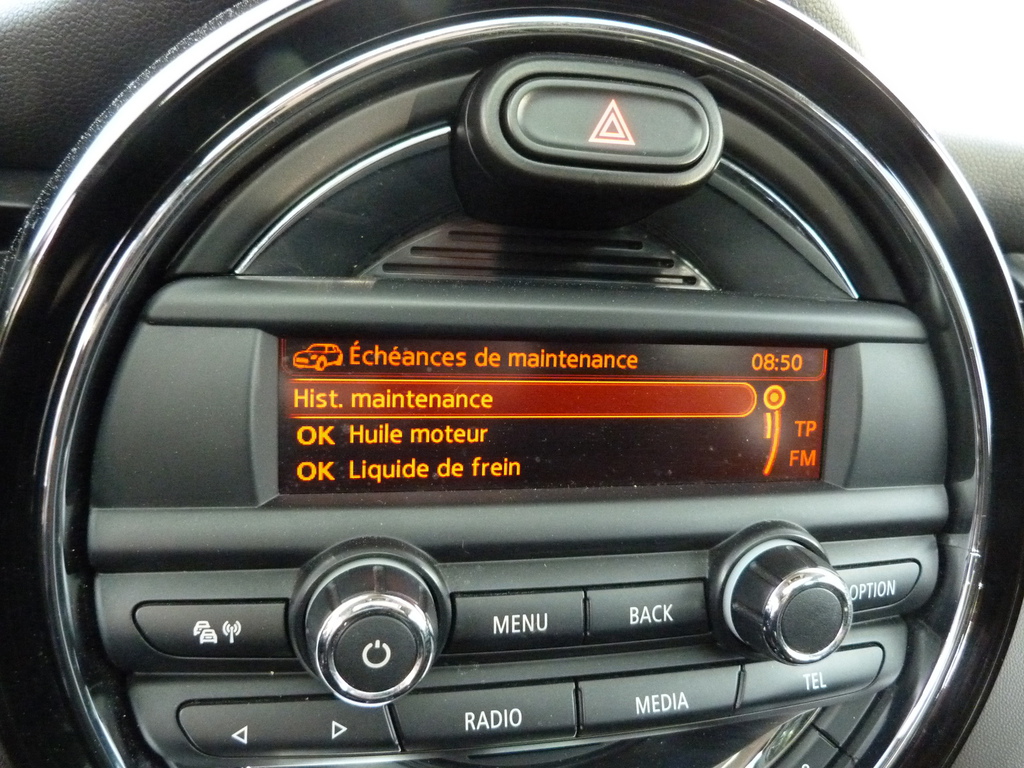 Échéances de maintenance 08:50
Hist. maintenance
OK Huile moteur TP
OK Liquide de frein FM
MENU BACK OPTION
RADIO MEDIA TEL